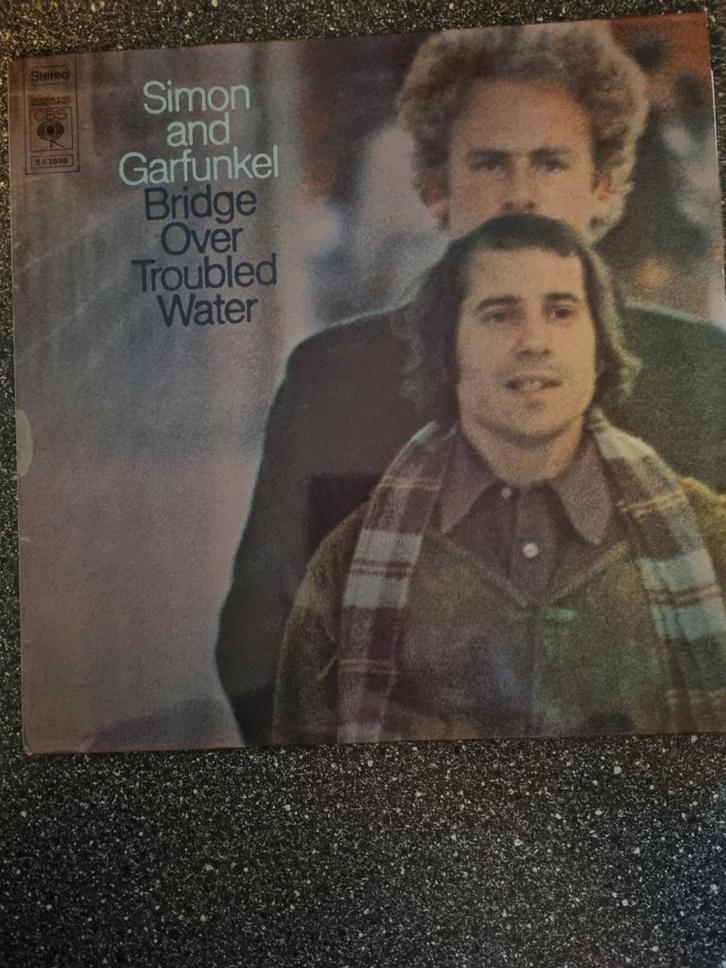 Stereo
CBS
S 63699
Simon
and
Garfunkel
Bridge
Over
Troubled
Water